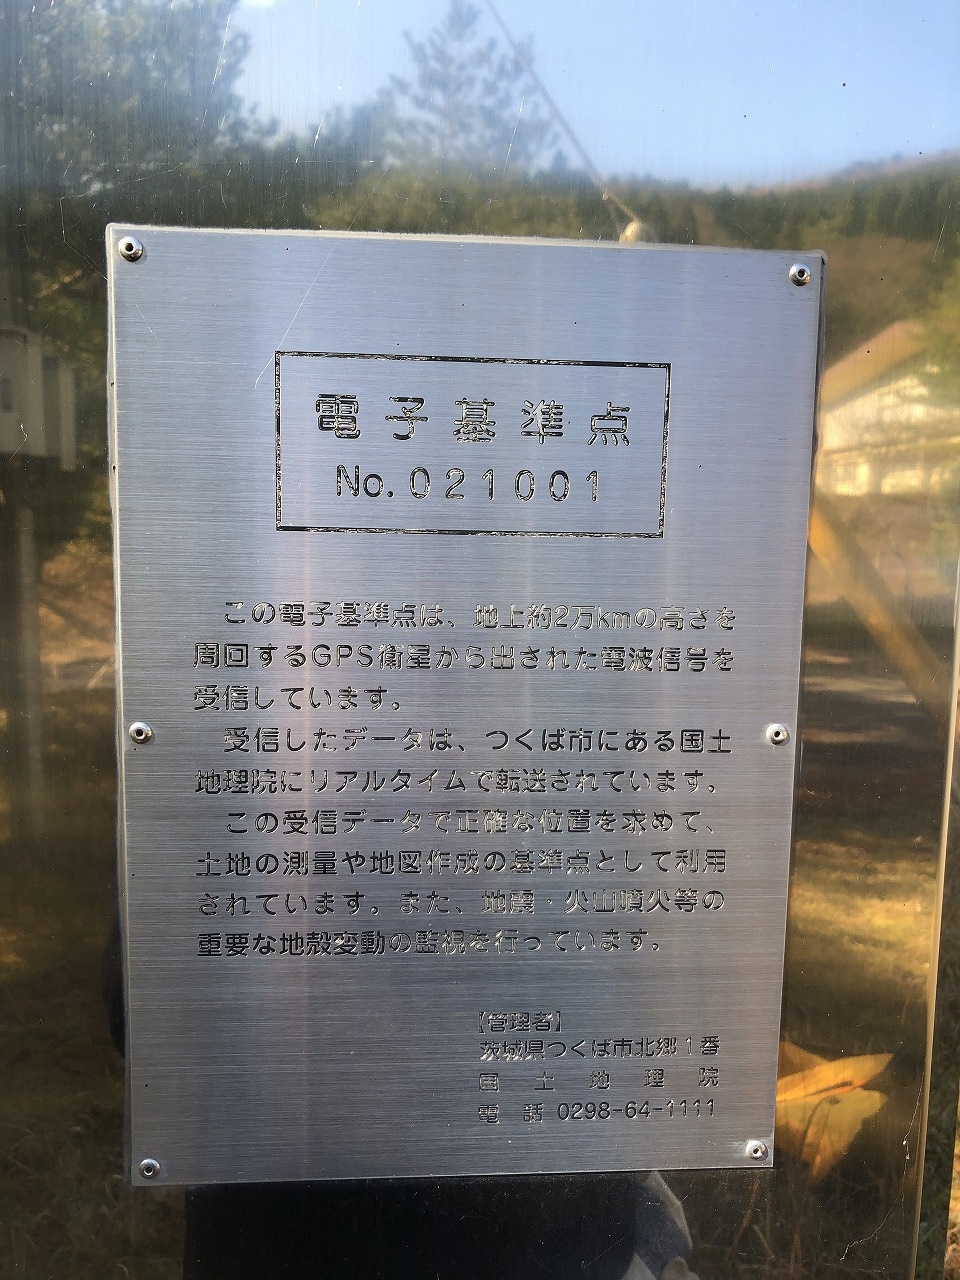 電子基準点
No.021001
この電子基準点は、地上約2万kmの高さを
周回するGPS衛星から出された電波信号を
受信しています。
受信したデータは、つくば市にある国土
地理院にリアルタイムで転送されています。
この受信データで正確な位置を求めて、
土地の測量や地図作成の基準点として利用
されています。また、地震・火山噴火等の
重要な地殻変動の監視を行っています。
【管理者】
茨城県つくば市北郷1番
国土地理院
電話 0298-64-1111